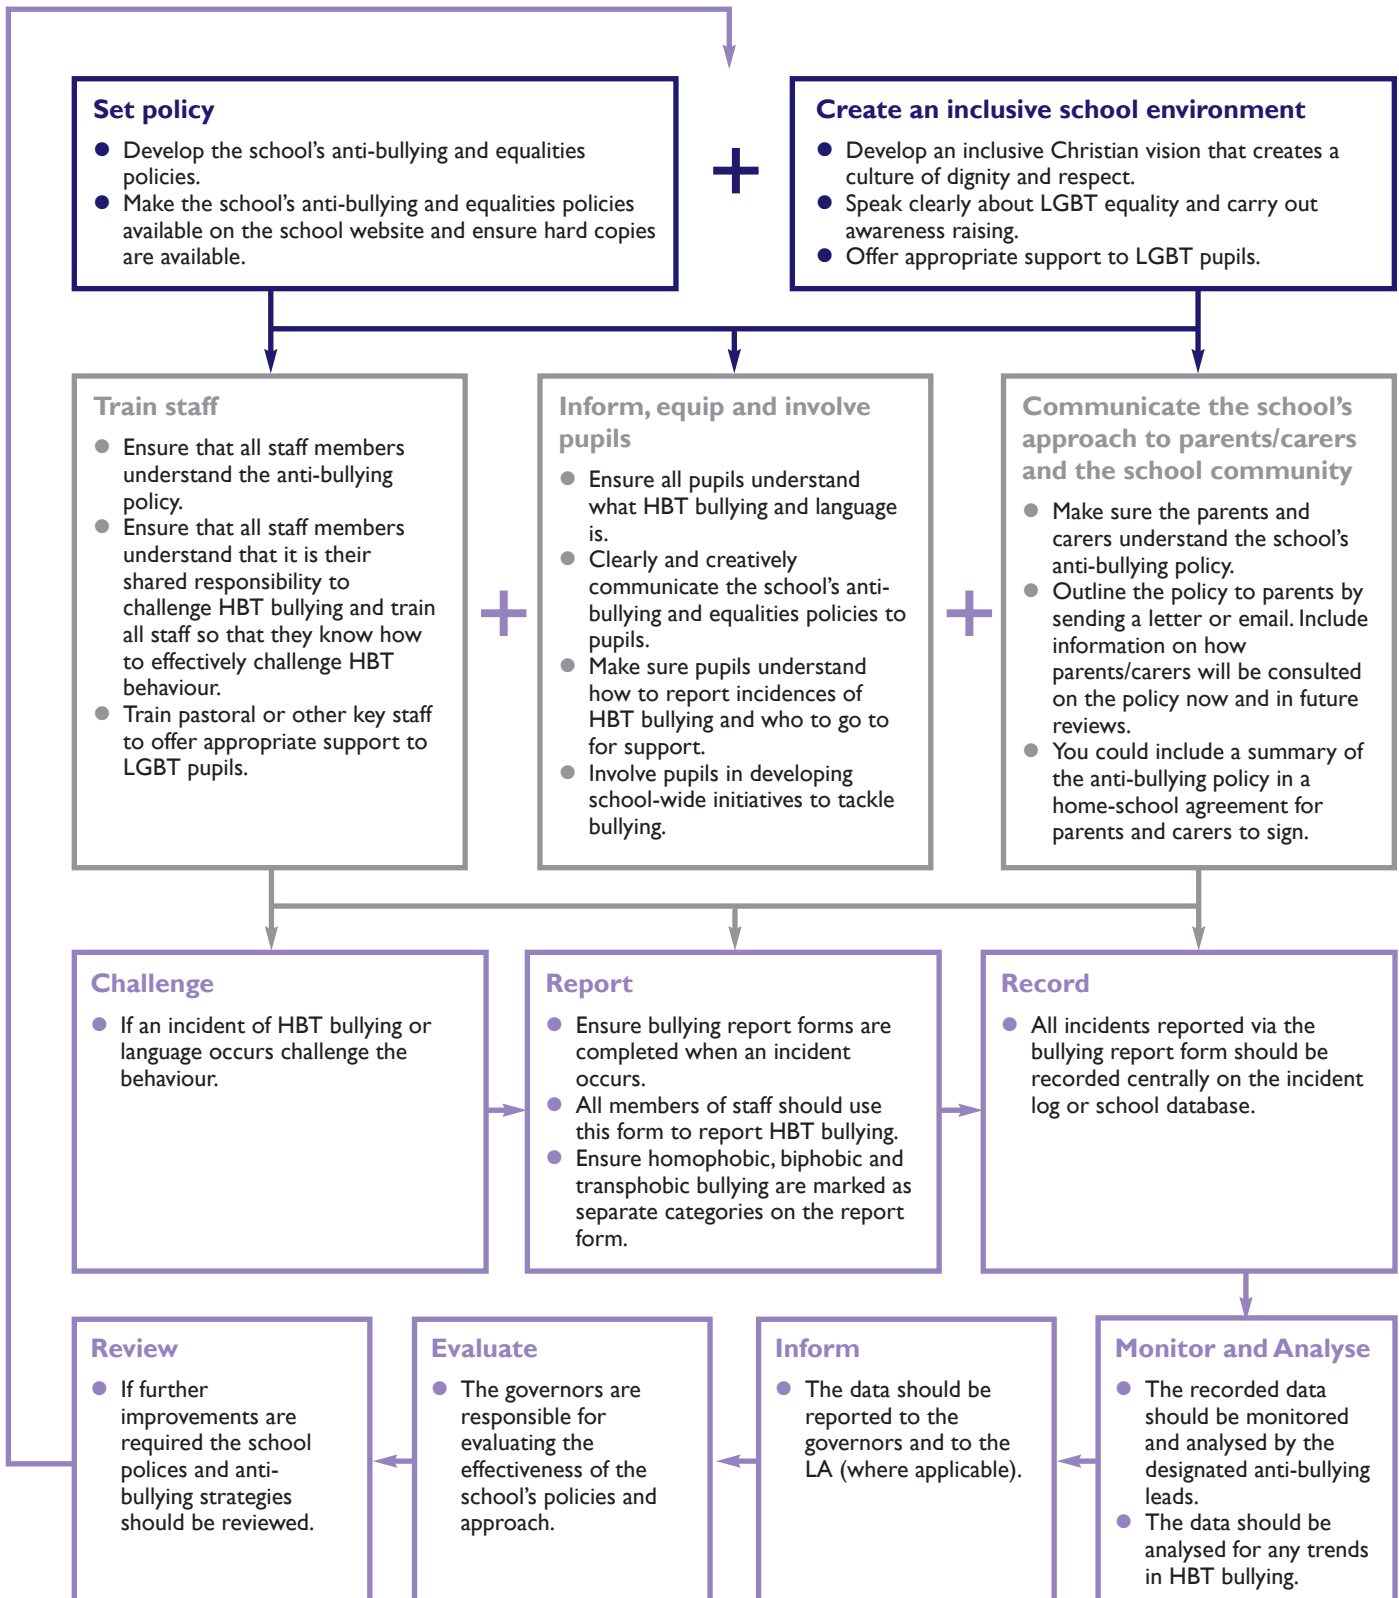 Set policy
● Develop the school’s anti-bullying and equalities
policies.
● Make the school’s anti-bullying and equalities policies
available on the school website and ensure hard copies
are available.
+
Create an inclusive school environment
● Develop an inclusive Christian vision that creates a
culture of dignity and respect.
● Speak clearly about LGBT equality and carry out
awareness raising.
● Offer appropriate support to LGBT pupils.
Train staff
● Ensure that all staff members
understand the anti-bullying
policy.
● Ensure that all staff members
understand that it is their
shared responsibility to
challenge HBT bullying and train
all staff so that they know how
to effectively challenge HBT
behaviour.
● Train pastoral or other key staff
to offer appropriate support to
LGBT pupils.
+
Inform, equip and involve
pupils
● Ensure all pupils understand
what HBT bullying and language
is.
● Clearly and creatively
communicate the school’s anti-
bullying and equalities policies to
pupils.
● Make sure pupils understand
how to report incidences of
HBT bullying and who to go to
for support.
● Involve pupils in developing
school-wide initiatives to tackle
bullying.
+
Communicate the school’s
approach to parents/carers
and the school community
● Make sure the parents and
carers understand the school’s
anti-bullying policy.
● Outline the policy to parents by
sending a letter or email. Include
information on how
parents/carers will be consulted
on the policy now and in future
reviews.
● You could include a summary of
the anti-bullying policy in a
home-school agreement for
parents and carers to sign.
Challenge
● If an incident of HBT bullying or
language occurs challenge the
behaviour.
Report
● Ensure bullying report forms are
completed when an incident
occurs.
● All members of staff should use
this form to report HBT bullying.
● Ensure homophobic, biphobic and
transphobic bullying are marked as
separate categories on the report
form.
Record
● All incidents reported via the
bullying report form should be
recorded centrally on the incident
log or school database.
Review
● If further
improvements are
required the school
polices and anti-
bullying strategies
should be reviewed.
Evaluate
● The governors are
responsible for
evaluating the
effectiveness of the
school’s policies and
approach.
Inform
● The data should be
reported to the
governors and to the
LA (where applicable).
Monitor and Analyse
● The recorded data
should be monitored
and analysed by the
designated anti-bullying
leads.
● The data should be
analysed for any trends
in HBT bullying.